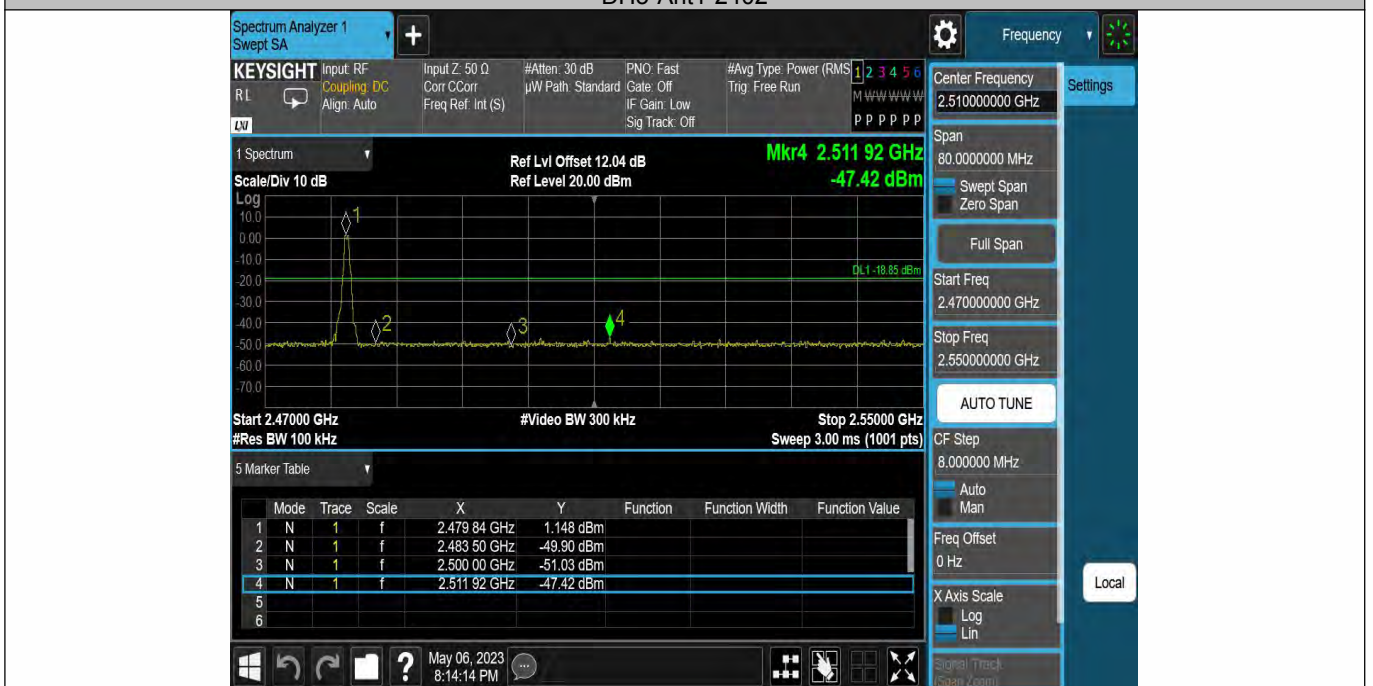 Spectrum Analyzer 1
Swept SA
+
Frequency
KEYSIGHT
RL
LXI
Input: RF
Coupling: DC
Align: Auto
Input Z: 50 Ω
Corr CCorr
Freq Ref: Int (S)
#Atten: 30 dB
µW Path: Standard
PNO: Fast
Gate: Off
IF Gain: Low
Sig Track: Off
#Avg Type: Power (RMS
Trig: Free Run
1 2 3 4 5 6
M W W W W W
P P P P P P
1 Spectrum
Scale/Div 10 dB
Ref Lvl Offset 12.04 dB
Ref Level 20.00 dBm
Mkr4 2.511 92 GHz
-47.42 dBm
Log
10.0
0.00
-10.0
-20.0
-30.0
-40.0
-50.0
-60.0
-70.0
1
2
3
4
DL1 -18.85 dBm
Start 2.47000 GHz
#Video BW 300 kHz
Stop 2.55000 GHz
#Res BW 100 kHz
Sweep 3.00 ms (1001 pts)
5 Marker Table
Mode Trace Scale X Y Function Function Width Function Value
1 N 1 f 2.479 84 GHz 1.148 dBm
2 N 1 f 2.483 50 GHz -49.90 dBm
3 N 1 f 2.500 00 GHz -51.03 dBm
4 N 1 f 2.511 92 GHz -47.42 dBm
5
6
?
May 06, 2023
8:14:14 PM
Center Frequency
2.510000000 GHz
Settings
Span
80.0000000 MHz
Swept Span
Zero Span
Full Span
Start Freq
2.470000000 GHz
Stop Freq
2.550000000 GHz
AUTO TUNE
CF Step
8.000000 MHz
Auto
Man
Freq Offset
0 Hz
X Axis Scale
Log
Lin
Local
Signal Track
(Span Zoom)